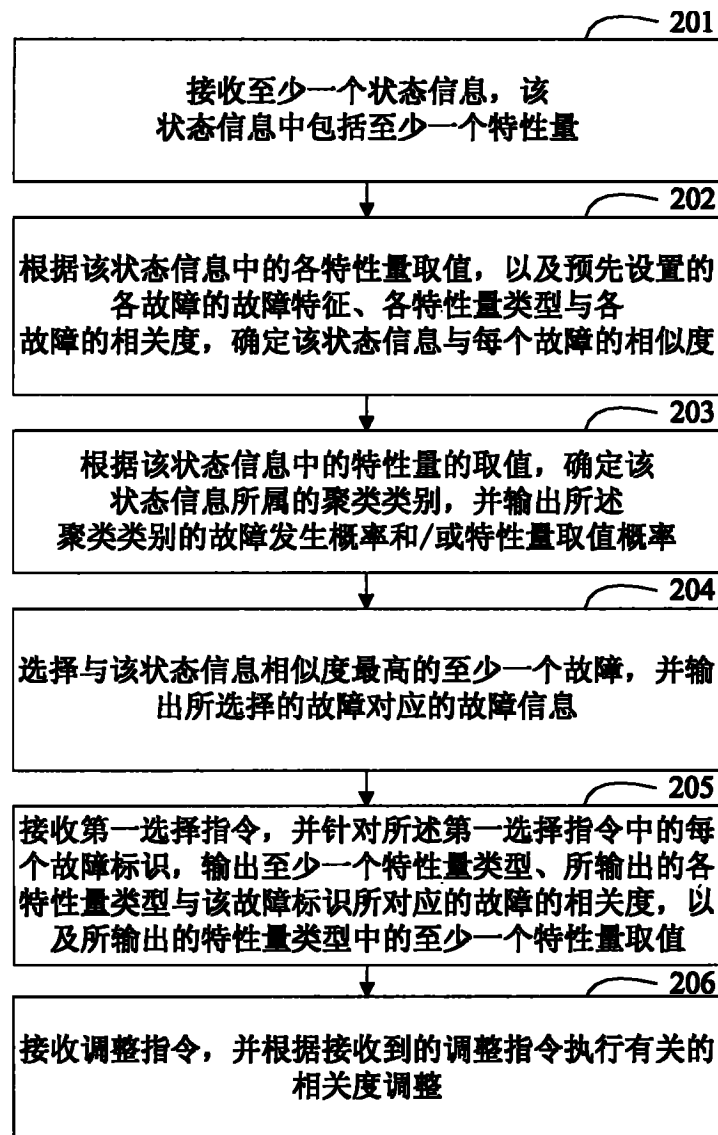 201
接收至少一个状态信息，该
状态信息中包括至少一个特性量
202
根据该状态信息中的各特性量取值，以及预先设置的
各故障的故障特征、各特性量类型与各
故障的相关度，确定该状态信息与每个故障的相似度
203
根据该状态信息中的特性量的取值，确定该
状态信息所属的聚类类别，并输出所述
聚类类别的故障发生概率和/或特性量取值概率
204
选择与该状态信息相似度最高的至少一个故障，并输
出所选择的故障对应的故障信息
205
接收第一选择指令，并针对所述第一选择指令中的每
个故障标识，输出至少一个特性量类型、所输出的各
特性量类型与该故障标识所对应的故障的相关度，以
及所输出的特性量类型中的至少一个特性量取值
206
接收调整指令，并根据接收到的调整指令执行有关的
相关度调整